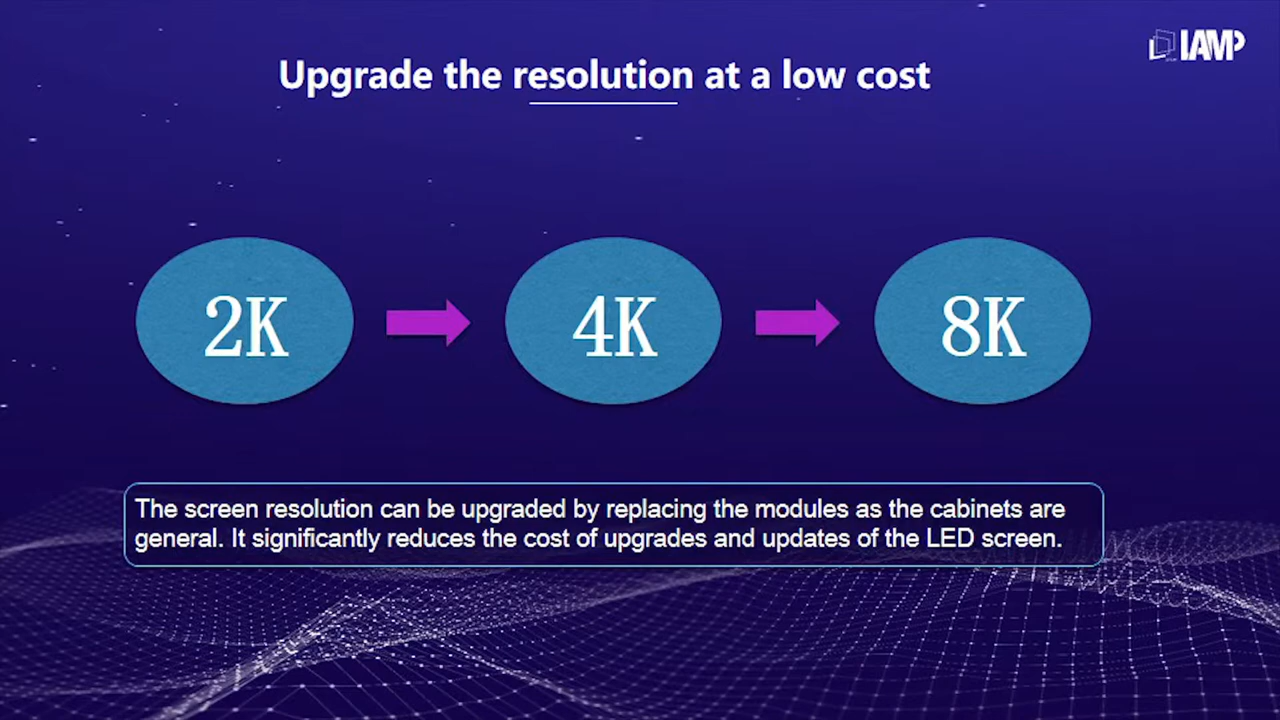 IAMP
Upgrade the resolution at a low cost
2K
4K
8K
The screen resolution can be upgraded by replacing the modules as the cabinets are
general. It significantly reduces the cost of upgrades and updates of the LED screen.